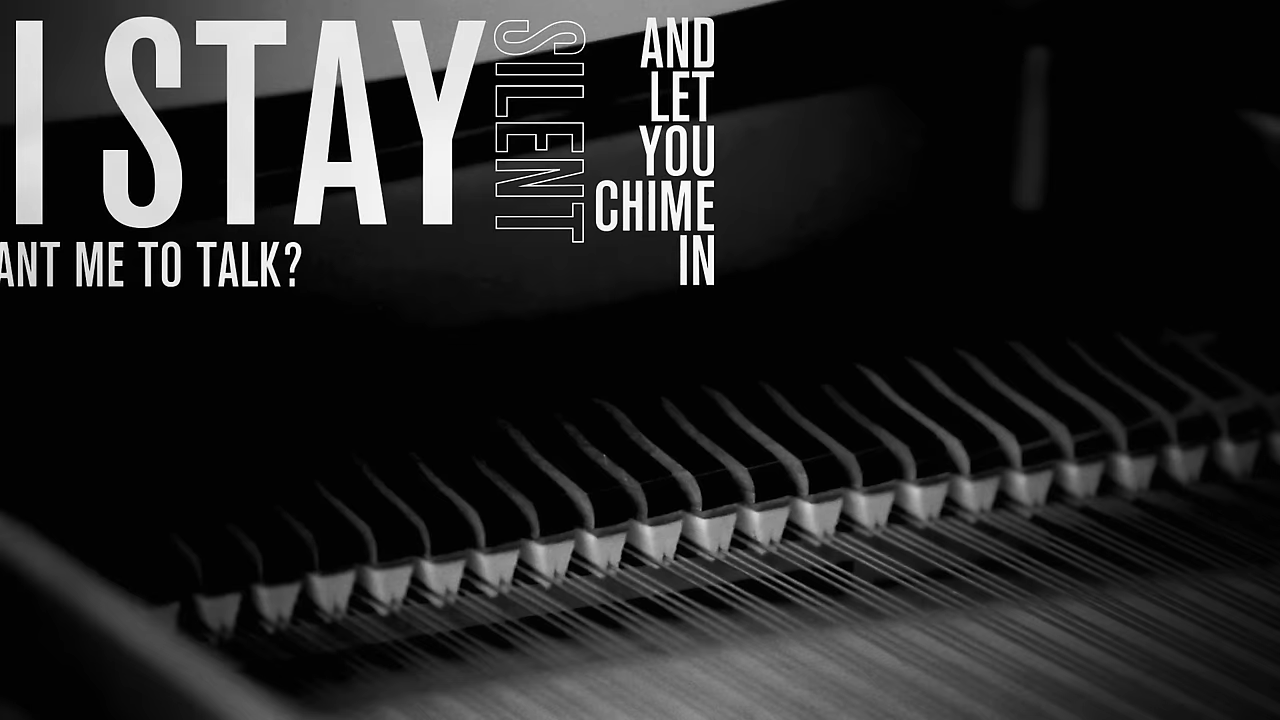 I STAY
SILENT
AND
LET
YOU
CHIME
IN
ANT ME TO TALK?